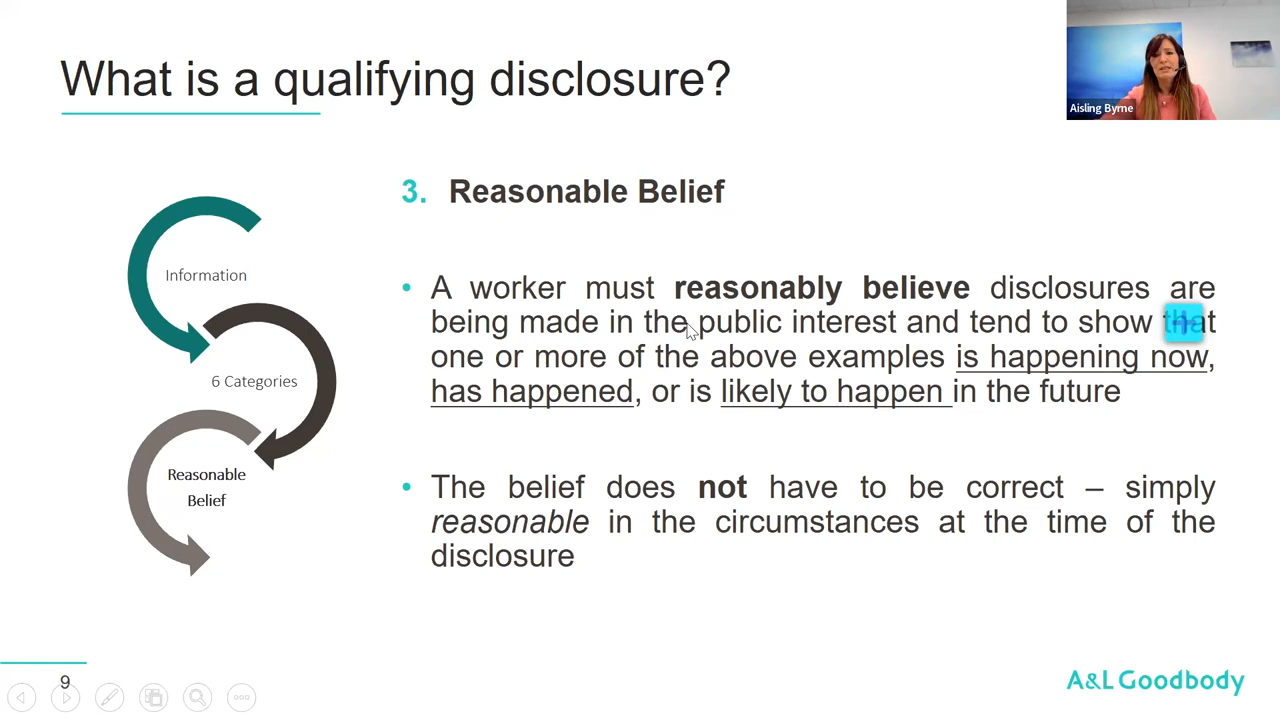 What is a qualifying disclosure?
Aisling Byrne
3. Reasonable Belief
Information
6 Categories
Reasonable
Belief
• A worker must reasonably believe disclosures are
being made in the public interest and tend to show that
one or more of the above examples is happening now,
has happened, or is likely to happen in the future
• The belief does not have to be correct – simply
reasonable in the circumstances at the time of the
disclosure
9
A&L Goodbody